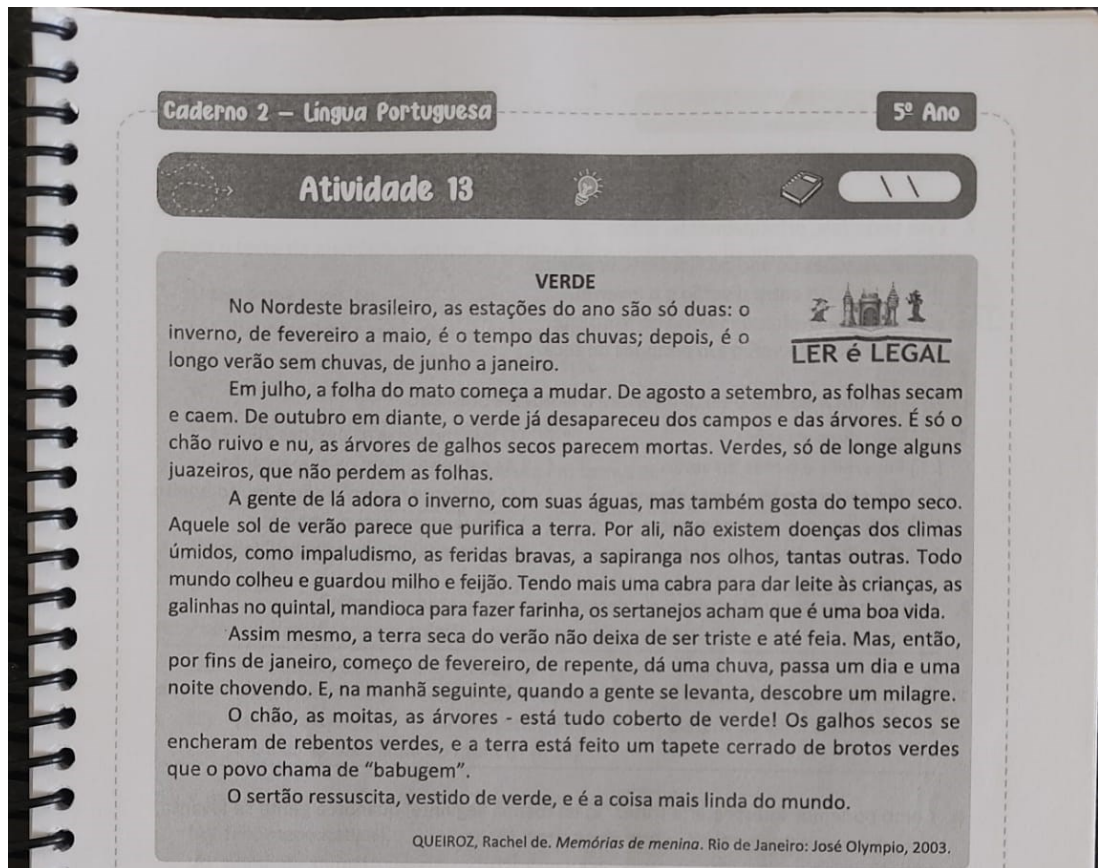 Caderno 2 – Língua Portuguesa
5º Ano
Atividade 13
\ \
VERDE
No Nordeste brasileiro, as estações do ano são só duas: o
inverno, de fevereiro a maio, é o tempo das chuvas; depois, é o
longo verão sem chuvas, de junho a janeiro.
LER é LEGAL
Em julho, a folha do mato começa a mudar. De agosto a setembro, as folhas secam
e caem. De outubro em diante, o verde já desapareceu dos campos e das árvores. É só o
chão ruivo e nu, as árvores de galhos secos parecem mortas. Verdes, só de longe alguns
juazeiros, que não perdem as folhas.
A gente de lá adora o inverno, com suas águas, mas também gosta do tempo seco.
Aquele sol de verão parece que purifica a terra. Por ali, não existem doenças dos climas
úmidos, como impaludismo, as feridas bravas, a sapiranga nos olhos, tantas outras. Todo
mundo colheu e guardou milho e feijão. Tendo mais uma cabra para dar leite às crianças, as
galinhas no quintal, mandioca para fazer farinha, os sertanejos acham que é uma boa vida.
Assim mesmo, a terra seca do verão não deixa de ser triste e até feia. Mas, então,
por fins de janeiro, começo de fevereiro, de repente, dá uma chuva, passa um dia e uma
noite chovendo. E, na manhã seguinte, quando a gente se levanta, descobre um milagre.
O chão, as moitas, as árvores - está tudo coberto de verde! Os galhos secos se
encheram de rebentos verdes, e a terra está feito um tapete cerrado de brotos verdes
que o povo chama de “babugem”.
O sertão ressuscita, vestido de verde, e é a coisa mais linda do mundo.
QUEIROZ, Rachel de. Memórias de menina. Rio de Janeiro: José Olympio, 2003.